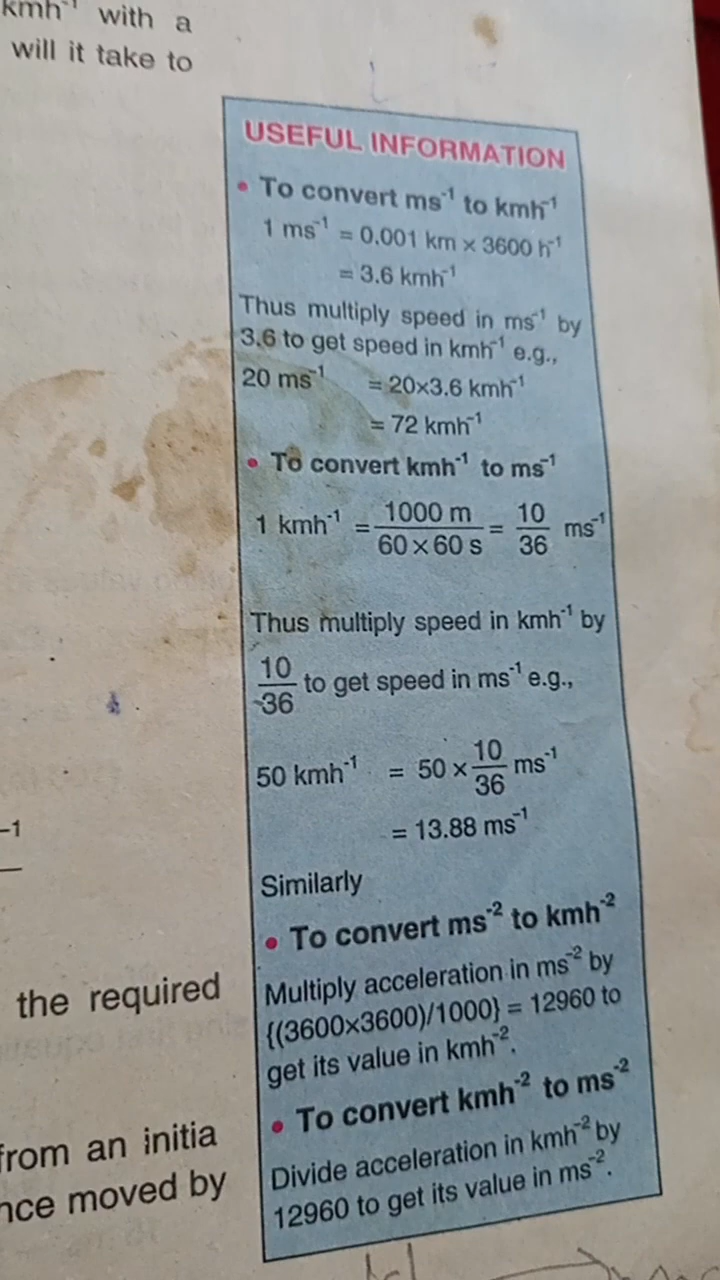 kmh⁻¹ with a
will it take to
USEFUL INFORMATION
• To convert ms⁻¹ to kmh⁻¹
1 ms⁻¹ = 0.001 km × 3600 h⁻¹
= 3.6 kmh⁻¹
Thus multiply speed in ms⁻¹ by
3.6 to get speed in kmh⁻¹ e.g.,
20 ms⁻¹ = 20×3.6 kmh⁻¹
= 72 kmh⁻¹
• To convert kmh⁻¹ to ms⁻¹
1 kmh⁻¹ = 1000 m / 60 × 60 s = 10/36 ms⁻¹
Thus multiply speed in kmh⁻¹ by
10/36 to get speed in ms⁻¹ e.g.,
50 kmh⁻¹ = 50 × 10/36 ms⁻¹
= 13.88 ms⁻¹
Similarly
• To convert ms⁻² to kmh⁻²
Multiply acceleration in ms⁻² by
{(3600×3600)/1000} = 12960 to
get its value in kmh⁻².
• To convert kmh⁻² to ms⁻²
Divide acceleration in kmh⁻² by
12960 to get its value in ms⁻².
–1
the required
from an initia
nce moved by